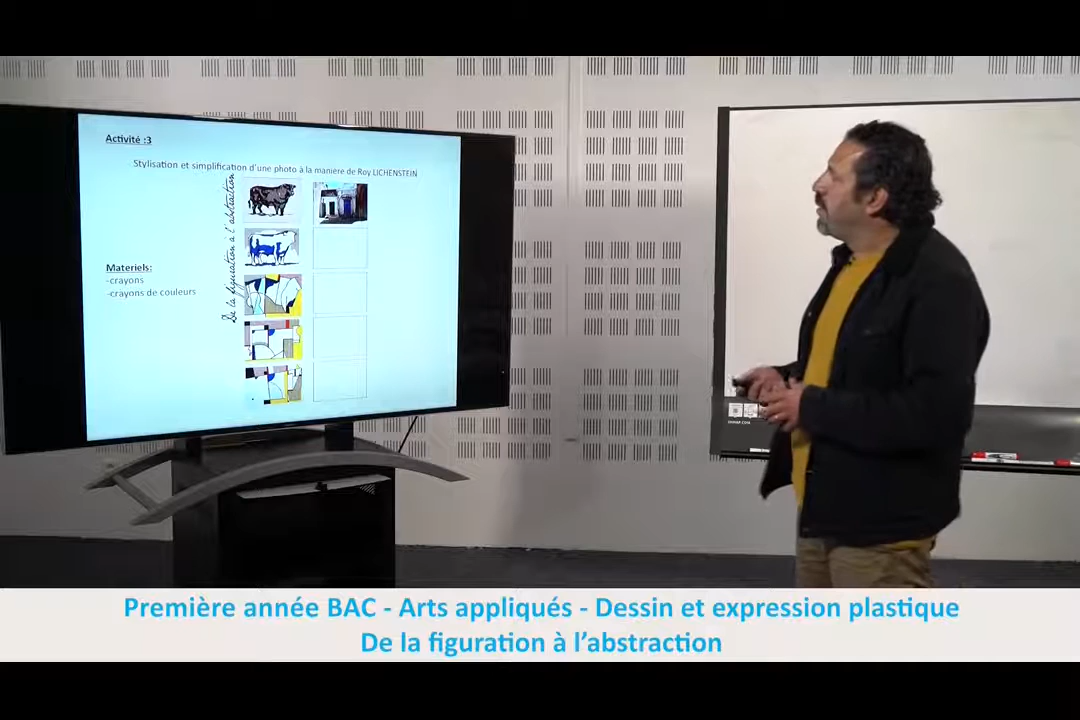 Activité :3
Stylisation et simplification d'une photo à la manière de Roy LICHENSTEIN
De la figuration à l'abstraction
Materiels:
-crayons
-crayons de couleurs
Première année BAC - Arts appliqués - Dessin et expression plastique
De la figuration à l'abstraction